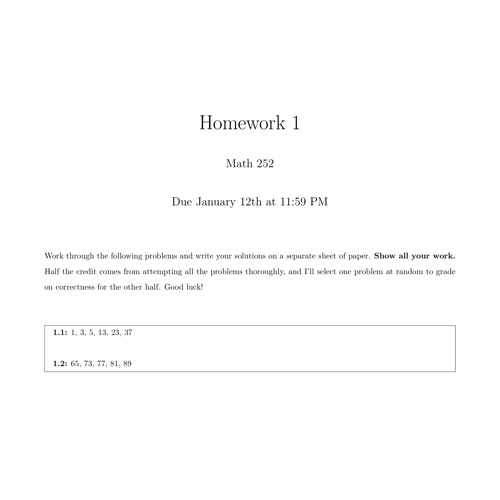 Homework 1
Math 252
Due January 12th at 11:59 PM
Work through the following problems and write your solutions on a separate sheet of paper. Show all your work.
Half the credit comes from attempting all the problems thoroughly, and I'll select one problem at random to grade
on correctness for the other half. Good luck!
1.1: 1, 3, 5, 13, 23, 37
1.2: 65, 73, 77, 81, 89